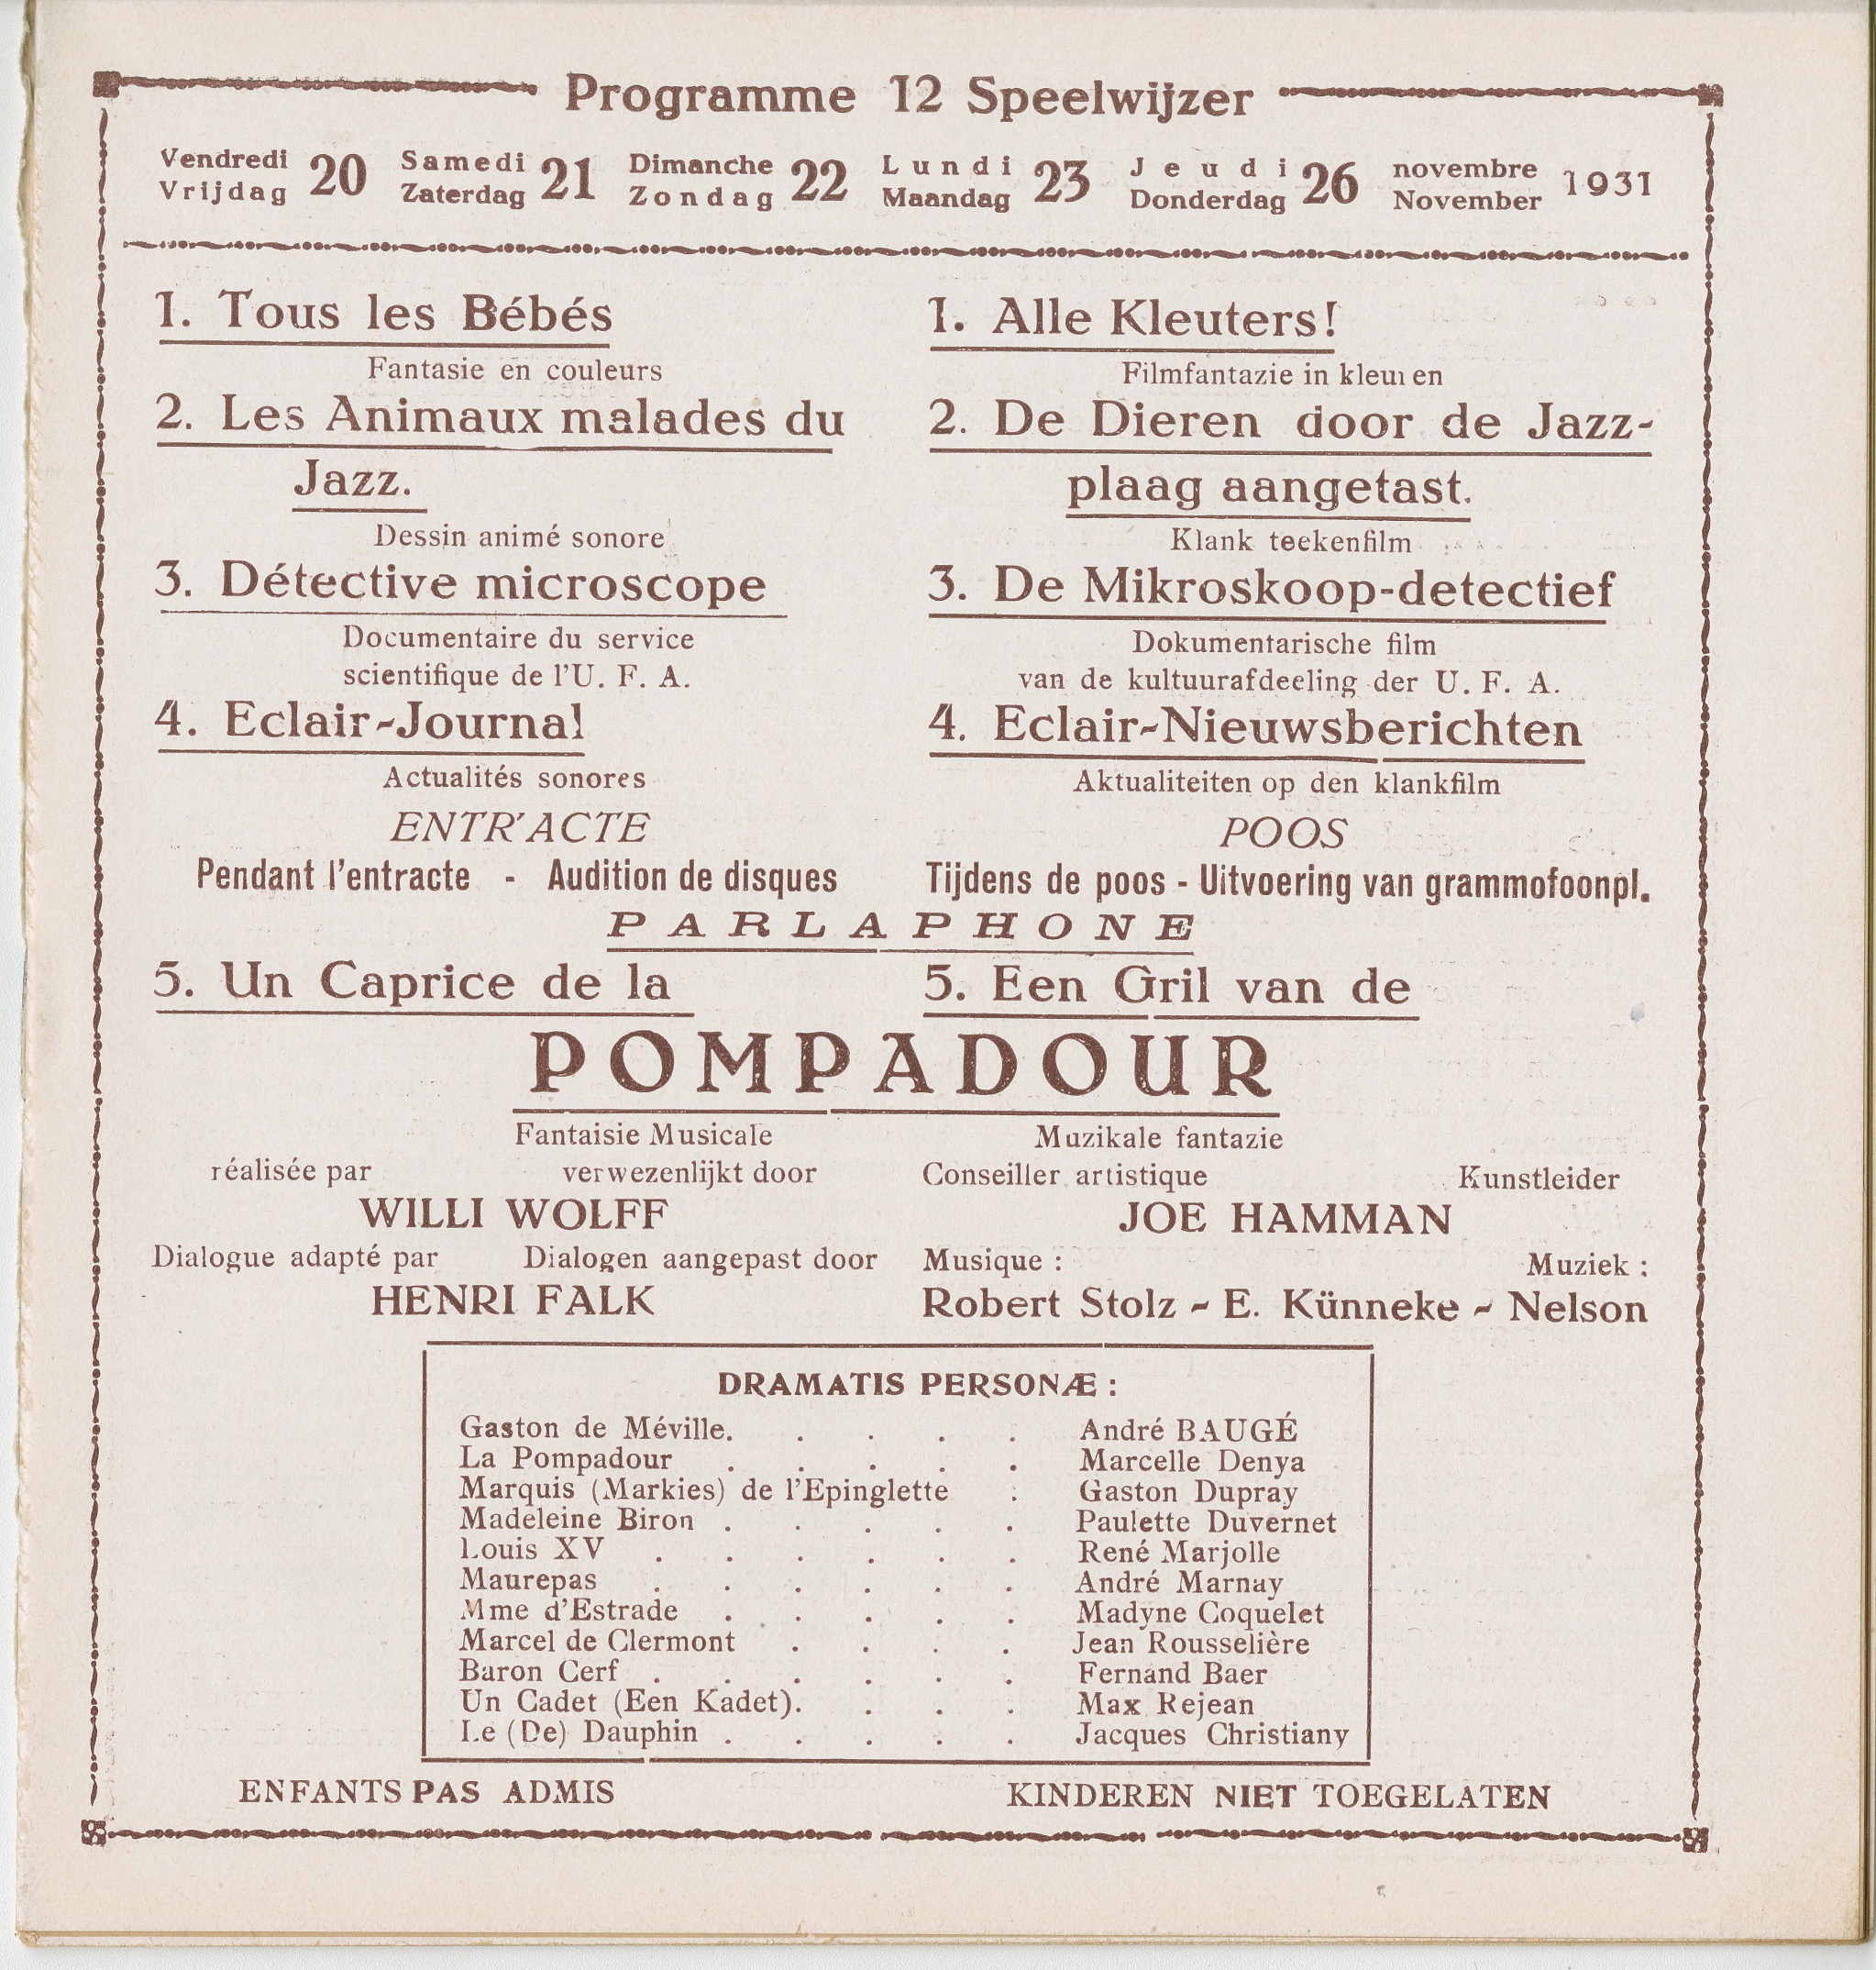 Programme 12 Speelwijzer
Vendredi 20 Samedi 21 Dimanche 22 Lundi 23 Jeudi 26 novembre 1931
Vrijdag Zaterdag Zondag Maandag Donderdag November
1. Tous les Bébés
Fantasie en couleurs
2. Les Animaux malades du
Jazz.
Dessin animé sonore
3. Détective microscope
Documentaire du service
scientifique de l'U. F. A.
4. Eclair-Journal
Actualités sonores
ENTR'ACTE
Pendant l'entracte - Audition de disques
1. Alle Kleuters!
Filmfantazie in kleuren
2. De Dieren door de Jazz-
plaag aangetast.
Klank teekenfilm
3. De Mikroskoop-detectief
Dokumentarische film
van de kultuurafdeeling der U. F. A.
4. Eclair-Nieuwsberichten
Aktualiteiten op den klankfilm
POOS
Tijdens de poos - Uitvoering van grammofoonpl.
PARLAPHONE
5. Un Caprice de la 5. Een Gril van de
POMPADOUR
Fantaisie Musicale Muzikale fantazie
réalisée par verwezenlijkt door
WILLI WOLFF
Dialogue adapté par Dialogen aangepast door
HENRI FALK
Conseiller artistique Kunstleider
JOE HAMMAN
Musique : Muziek :
Robert Stolz - E. Künneke - Nelson
DRAMATIS PERSONÆ :
Gaston de Méville. . . . . André BAUGÉ
La Pompadour . . . . . Marcelle Denya
Marquis (Markies) de l'Epinglette . Gaston Dupray
Madeleine Biron . . . . . Paulette Duvernet
Louis XV . . . . . . René Marjolle
Maurepas . . . . . . André Marnay
Mme d'Estrade . . . . . Madyne Coquelet
Marcel de Clermont . . . . Jean Rousselière
Baron Cerf . . . . . . Fernand Baer
Un Cadet (Een Kadet). . . . Max Rejean
Le (De) Dauphin . . . . . Jacques Christiany
ENFANTS PAS ADMIS KINDEREN NIET TOEGELATEN